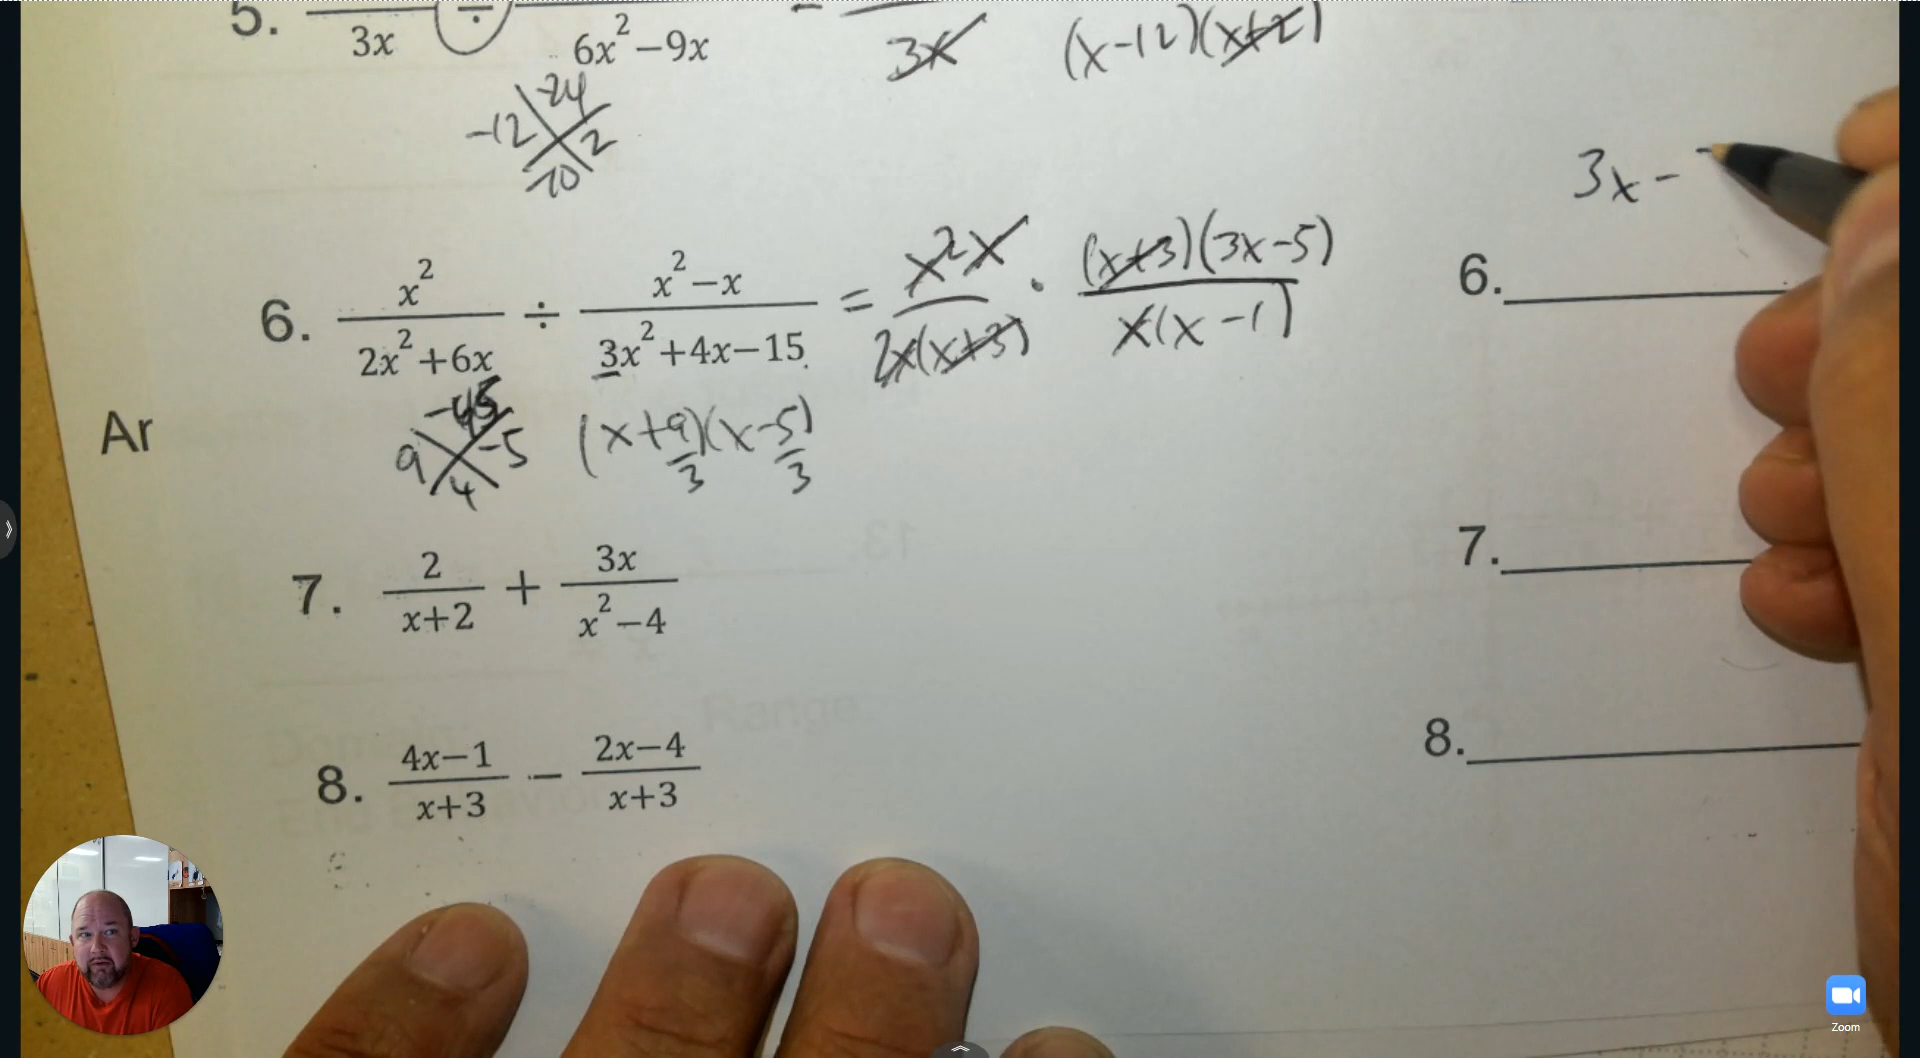 5. 3x ÷ 6x² - 9x - 3x (x-12)(x+2)
-24
-12 2
-10
3x -
6. x²/(2x² + 6x) ÷ (x² - x)/(3x² + 4x - 15) = x² x/(2x(x+3)) · (x+3)(3x-5)/(x(x-1)) 6.
-45
9 -5
4
(x + 9/3)(x - 5/3)
Ar
7. 2/(x+2) + 3x/(x² - 4) 7.
8. (4x - 1)/(x+3) - (2x - 4)/(x+3) 8.
Range
Zoom